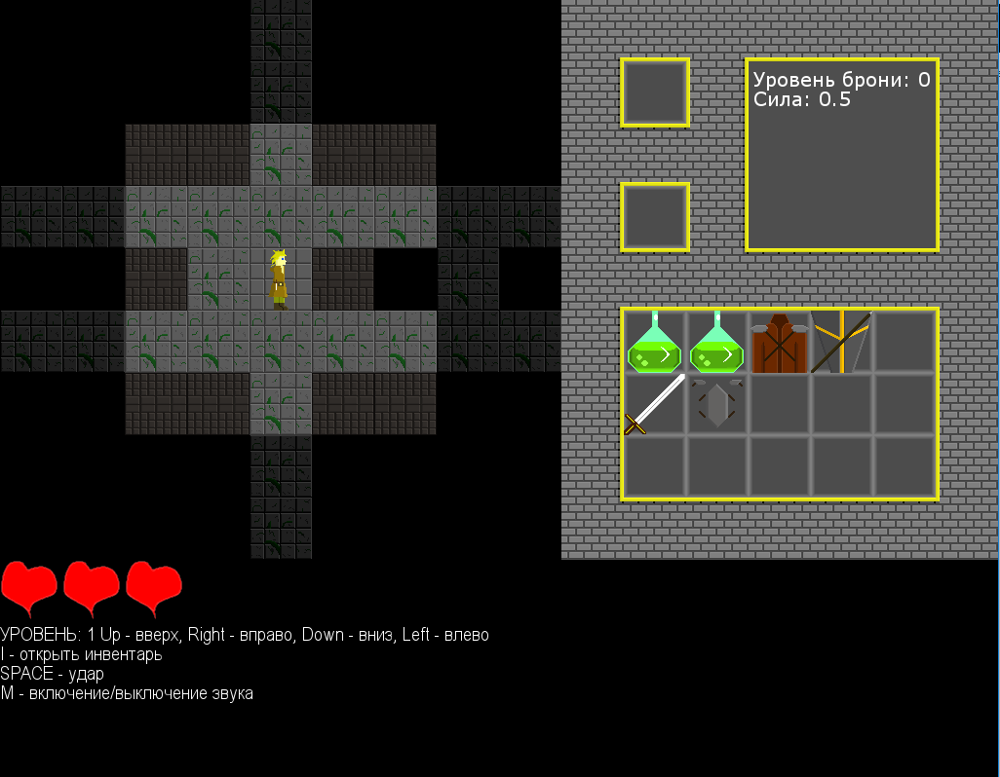 Уровень брони: 0
Сила: 0.5
УРОВЕНЬ: 1 Up - вверх, Right - вправо, Down - вниз, Left - влево
I - открыть инвентарь
SPACE - удар
M - включение/выключение звука